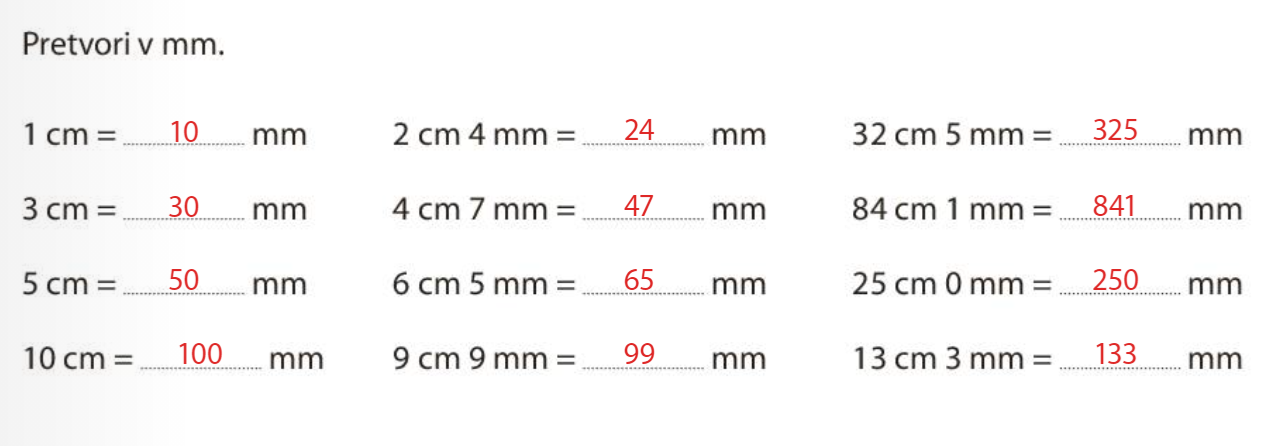 Pretvori v mm.
1 cm = 10 mm 2 cm 4 mm = 24 mm 32 cm 5 mm = 325 mm
3 cm = 30 mm 4 cm 7 mm = 47 mm 84 cm 1 mm = 841 mm
5 cm = 50 mm 6 cm 5 mm = 65 mm 25 cm 0 mm = 250 mm
10 cm = 100 mm 9 cm 9 mm = 99 mm 13 cm 3 mm = 133 mm